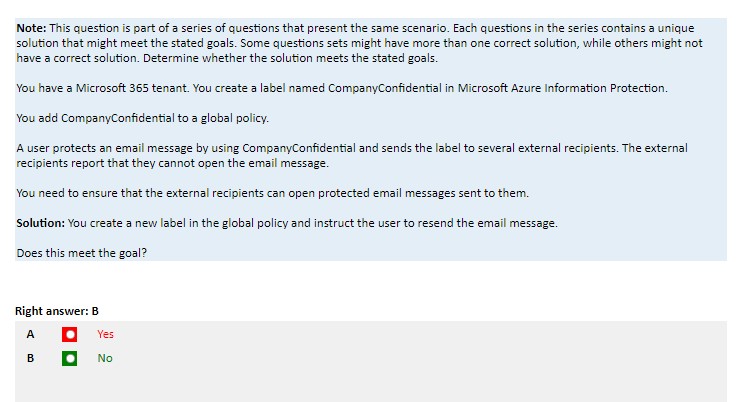 Note: This question is part of a series of questions that present the same scenario. Each questions in the series contains a unique
solution that might meet the stated goals. Some questions sets might have more than one correct solution, while others might not
have a correct solution. Determine whether the solution meets the stated goals.
You have a Microsoft 365 tenant. You create a label named CompanyConfidential in Microsoft Azure Information Protection.
You add CompanyConfidential to a global policy.
A user protects an email message by using CompanyConfidential and sends the label to several external recipients. The external
recipients report that they cannot open the email message.
You need to ensure that the external recipients can open protected email messages sent to them.
Solution: You create a new label in the global policy and instruct the user to resend the email message.
Does this meet the goal?
Right answer: B
A Yes
B No